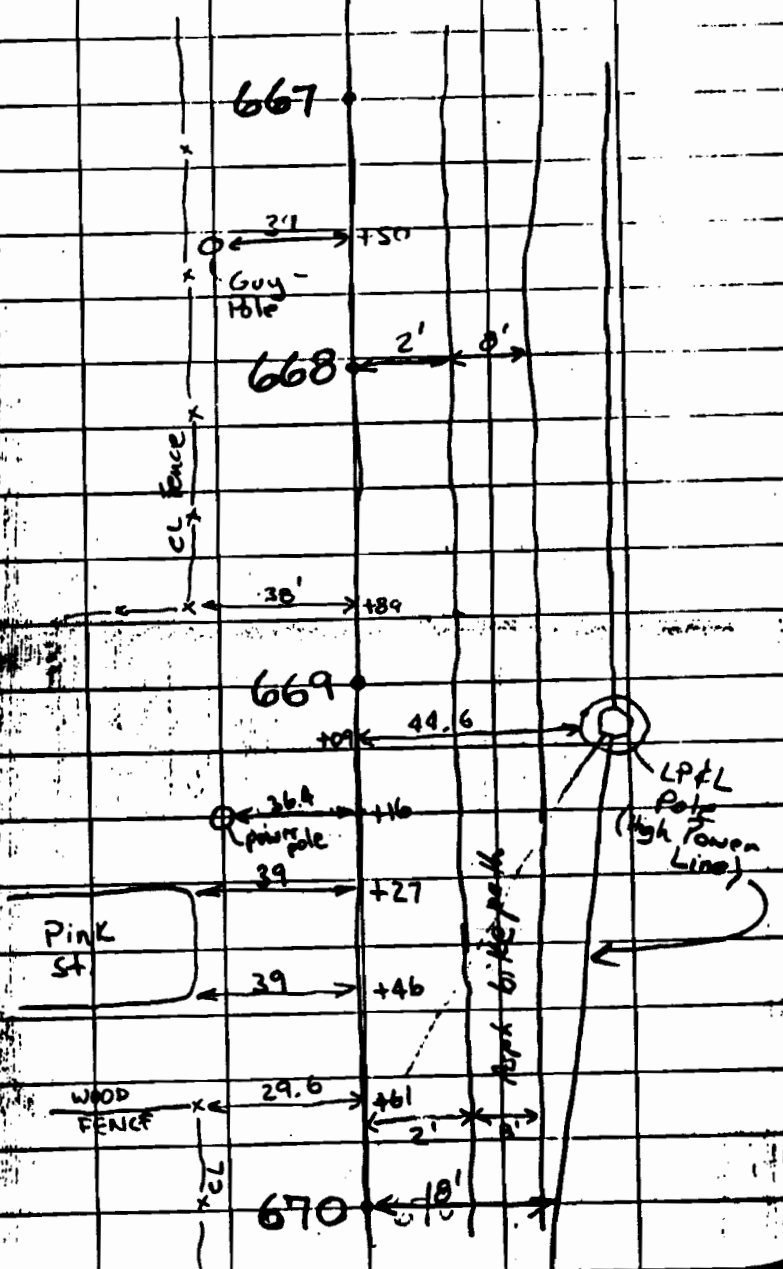 667
+50
Guy-
Pole
668
2'
8'
CL Fence
38'
+89
669
44.6
+09
36.4
+16
power pole
LP&L
Pole
(High Power
Line)
39
+27
Pink
St.
39
+46
Asph bike path
WOOD
FENCE
29.6
+61
2'
8'
CL
670
18'